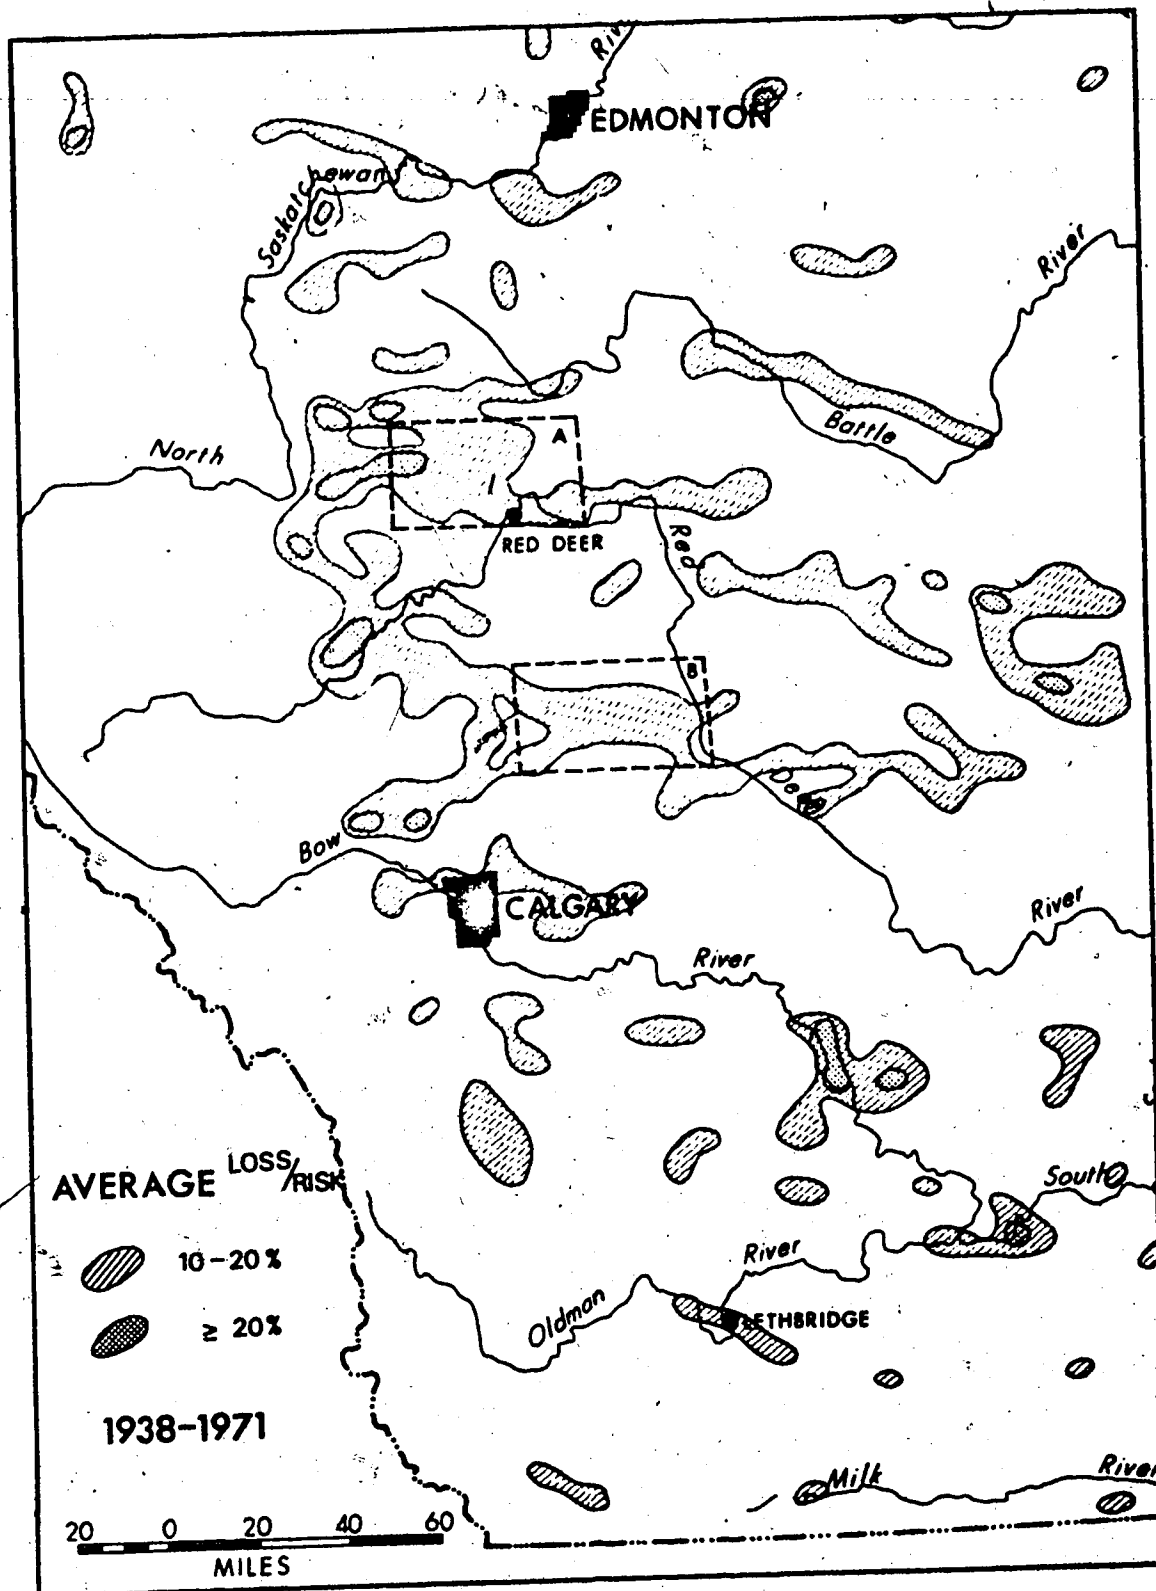 River
EDMONTON
Saskatchewan
River
North
Battle
A
RED DEER
Red
B
Deer
Bow
CALGARY
River
River
AVERAGE LOSS/RISK
South
10-20%
River
≥ 20%
Oldman
LETHBRIDGE
1938-1971
Milk
River
20 0 20 40 60
MILES